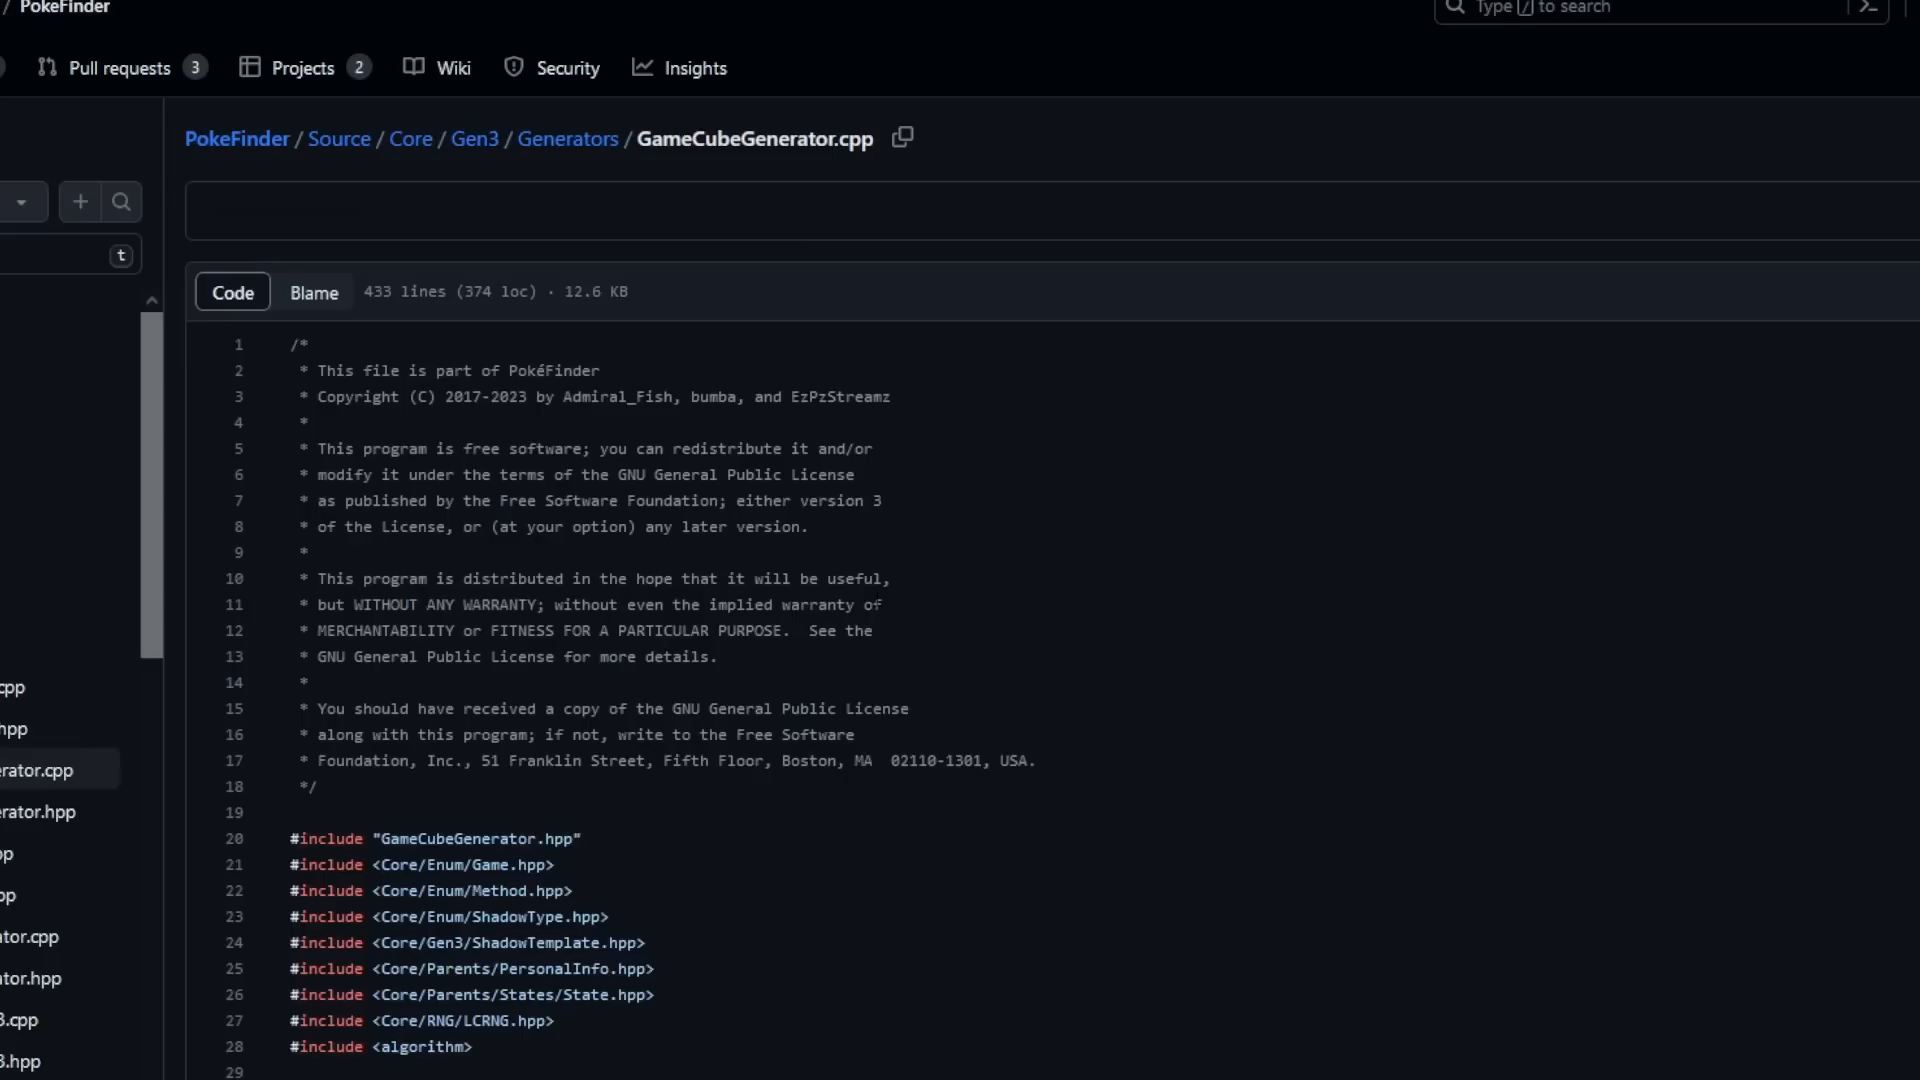 / PokeFinder
Type / to search
Pull requests 3
Projects 2
Wiki
Security
Insights
PokeFinder / Source / Core / Gen3 / Generators / GameCubeGenerator.cpp
t
Code Blame 433 lines (374 loc) · 12.6 KB
1 /*
2 * This file is part of PokéFinder
3 * Copyright (C) 2017-2023 by Admiral_Fish, bumba, and EzPzStreamz
4 *
5 * This program is free software; you can redistribute it and/or
6 * modify it under the terms of the GNU General Public License
7 * as published by the Free Software Foundation; either version 3
8 * of the License, or (at your option) any later version.
9 *
10 * This program is distributed in the hope that it will be useful,
11 * but WITHOUT ANY WARRANTY; without even the implied warranty of
12 * MERCHANTABILITY or FITNESS FOR A PARTICULAR PURPOSE.  See the
13 * GNU General Public License for more details.
14 *
15 * You should have received a copy of the GNU General Public License
16 * along with this program; if not, write to the Free Software
17 * Foundation, Inc., 51 Franklin Street, Fifth Floor, Boston, MA  02110-1301, USA.
18 */
19
20 #include "GameCubeGenerator.hpp"
21 #include <Core/Enum/Game.hpp>
22 #include <Core/Enum/Method.hpp>
23 #include <Core/Enum/ShadowType.hpp>
24 #include <Core/Gen3/ShadowTemplate.hpp>
25 #include <Core/Parents/PersonalInfo.hpp>
26 #include <Core/Parents/States/State.hpp>
27 #include <Core/RNG/LCRNG.hpp>
28 #include <algorithm>
29
cpp
hpp
erator.cpp
erator.hpp
pp
pp
ator.cpp
ator.hpp
3.cpp
3.hpp